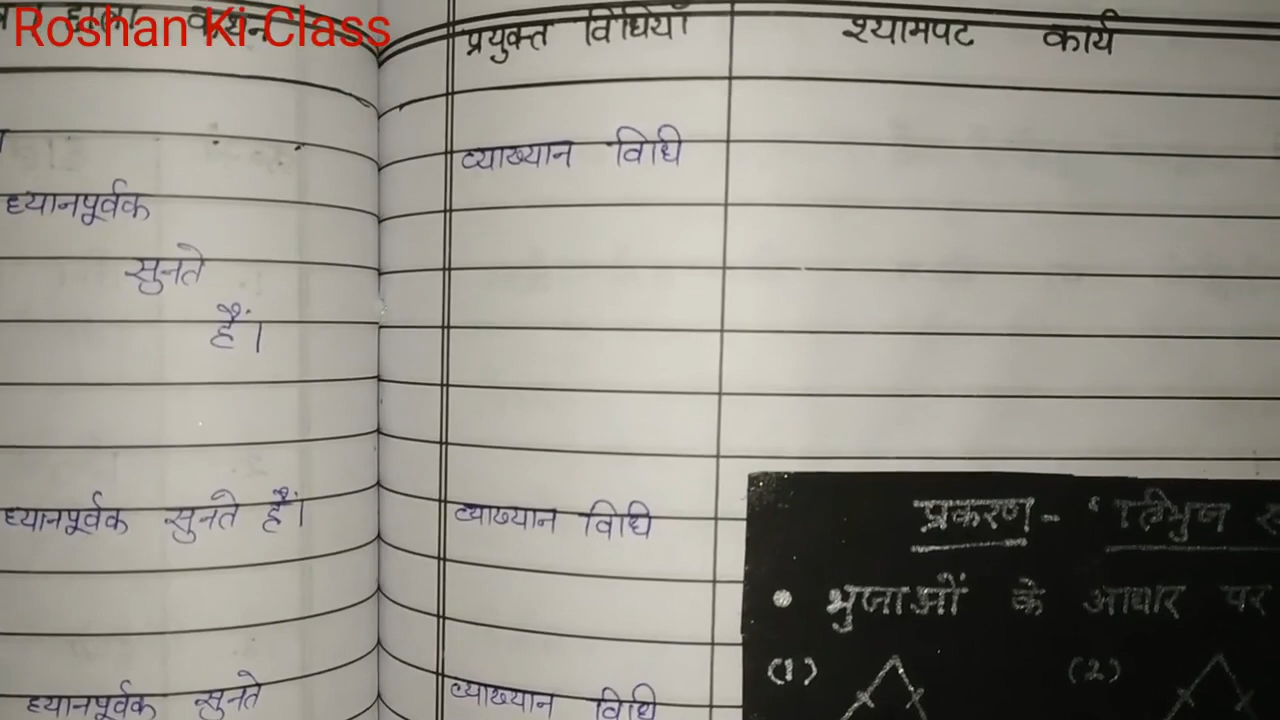 Roshan Ki Class
कथन
प्रयुक्त विधियाँ
श्यामपट कार्य
व्याख्यान विधि
ध्यानपूर्वक
सुनते
हैं।
ध्यानपूर्वक सुनते हैं।
व्याख्यान विधि
प्रकरण - ' त्रिभुज
• भुजाओं के आधार पर
(1) (2)
ध्यानपूर्वक सुनते
व्याख्यान विधि